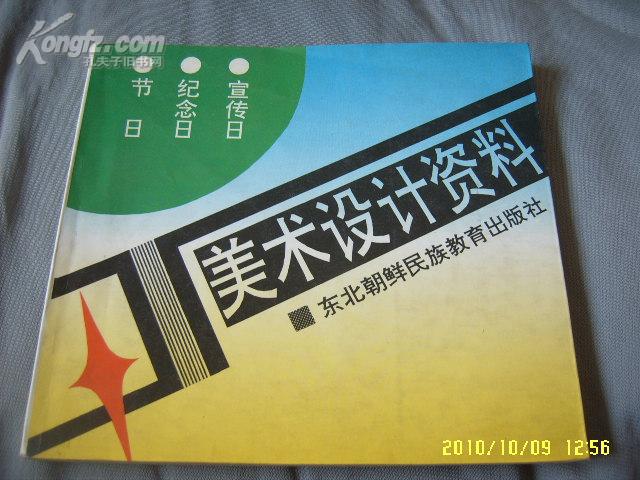 Kongfz.com
孔夫子旧书网
宣传日
纪念日
节日
美术设计资料
东北朝鲜民族教育出版社
2010/10/09 12:56